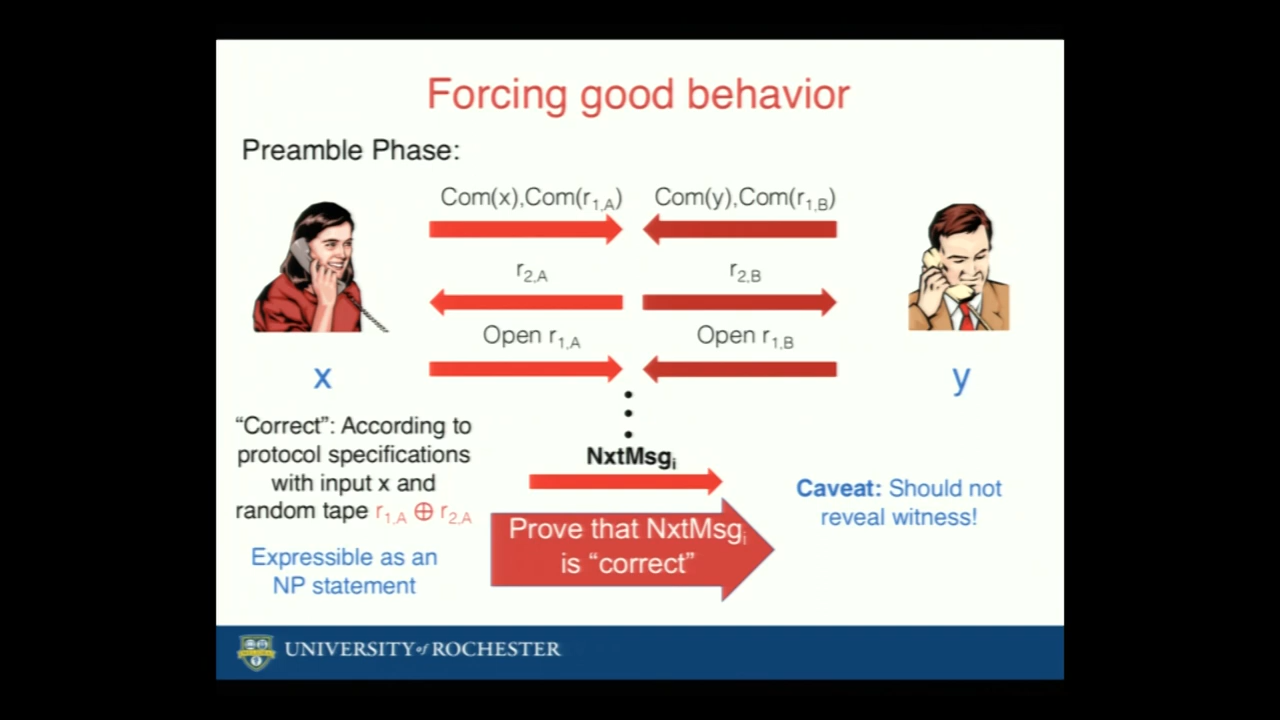 Forcing good behavior
Preamble Phase:
Com(x),Com(r1,A)
Com(y),Com(r1,B)
r2,A
r2,B
Open r1,A
Open r1,B
x
y
“Correct”: According to
protocol specifications
with input x and
random tape r1,A ⊕ r2,A
Expressible as an
NP statement
NxtMsgi
Prove that NxtMsgi
is “correct”
Caveat: Should not
reveal witness!
UNIVERSITY of ROCHESTER